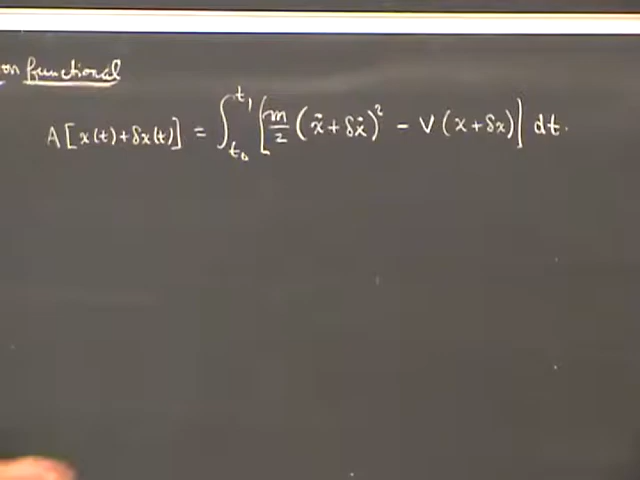 on functional
A[x(t)+δx(t)] = ∫_{t₀}^{t₁} [m/2 (ẋ+δẋ)² − V(x+δx)] dt.